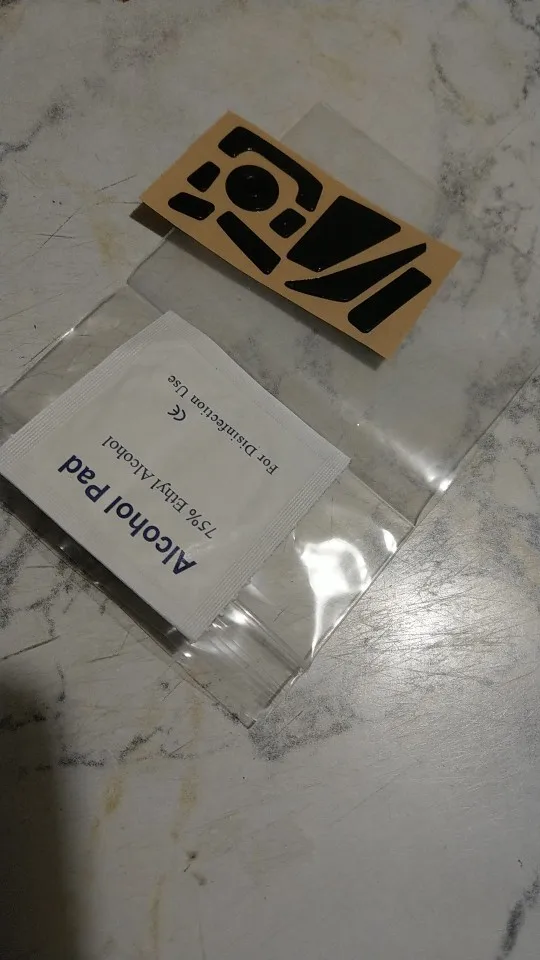 Alcohol Pad
75% Ethyl Alcohol
CE
For Disinfection Use